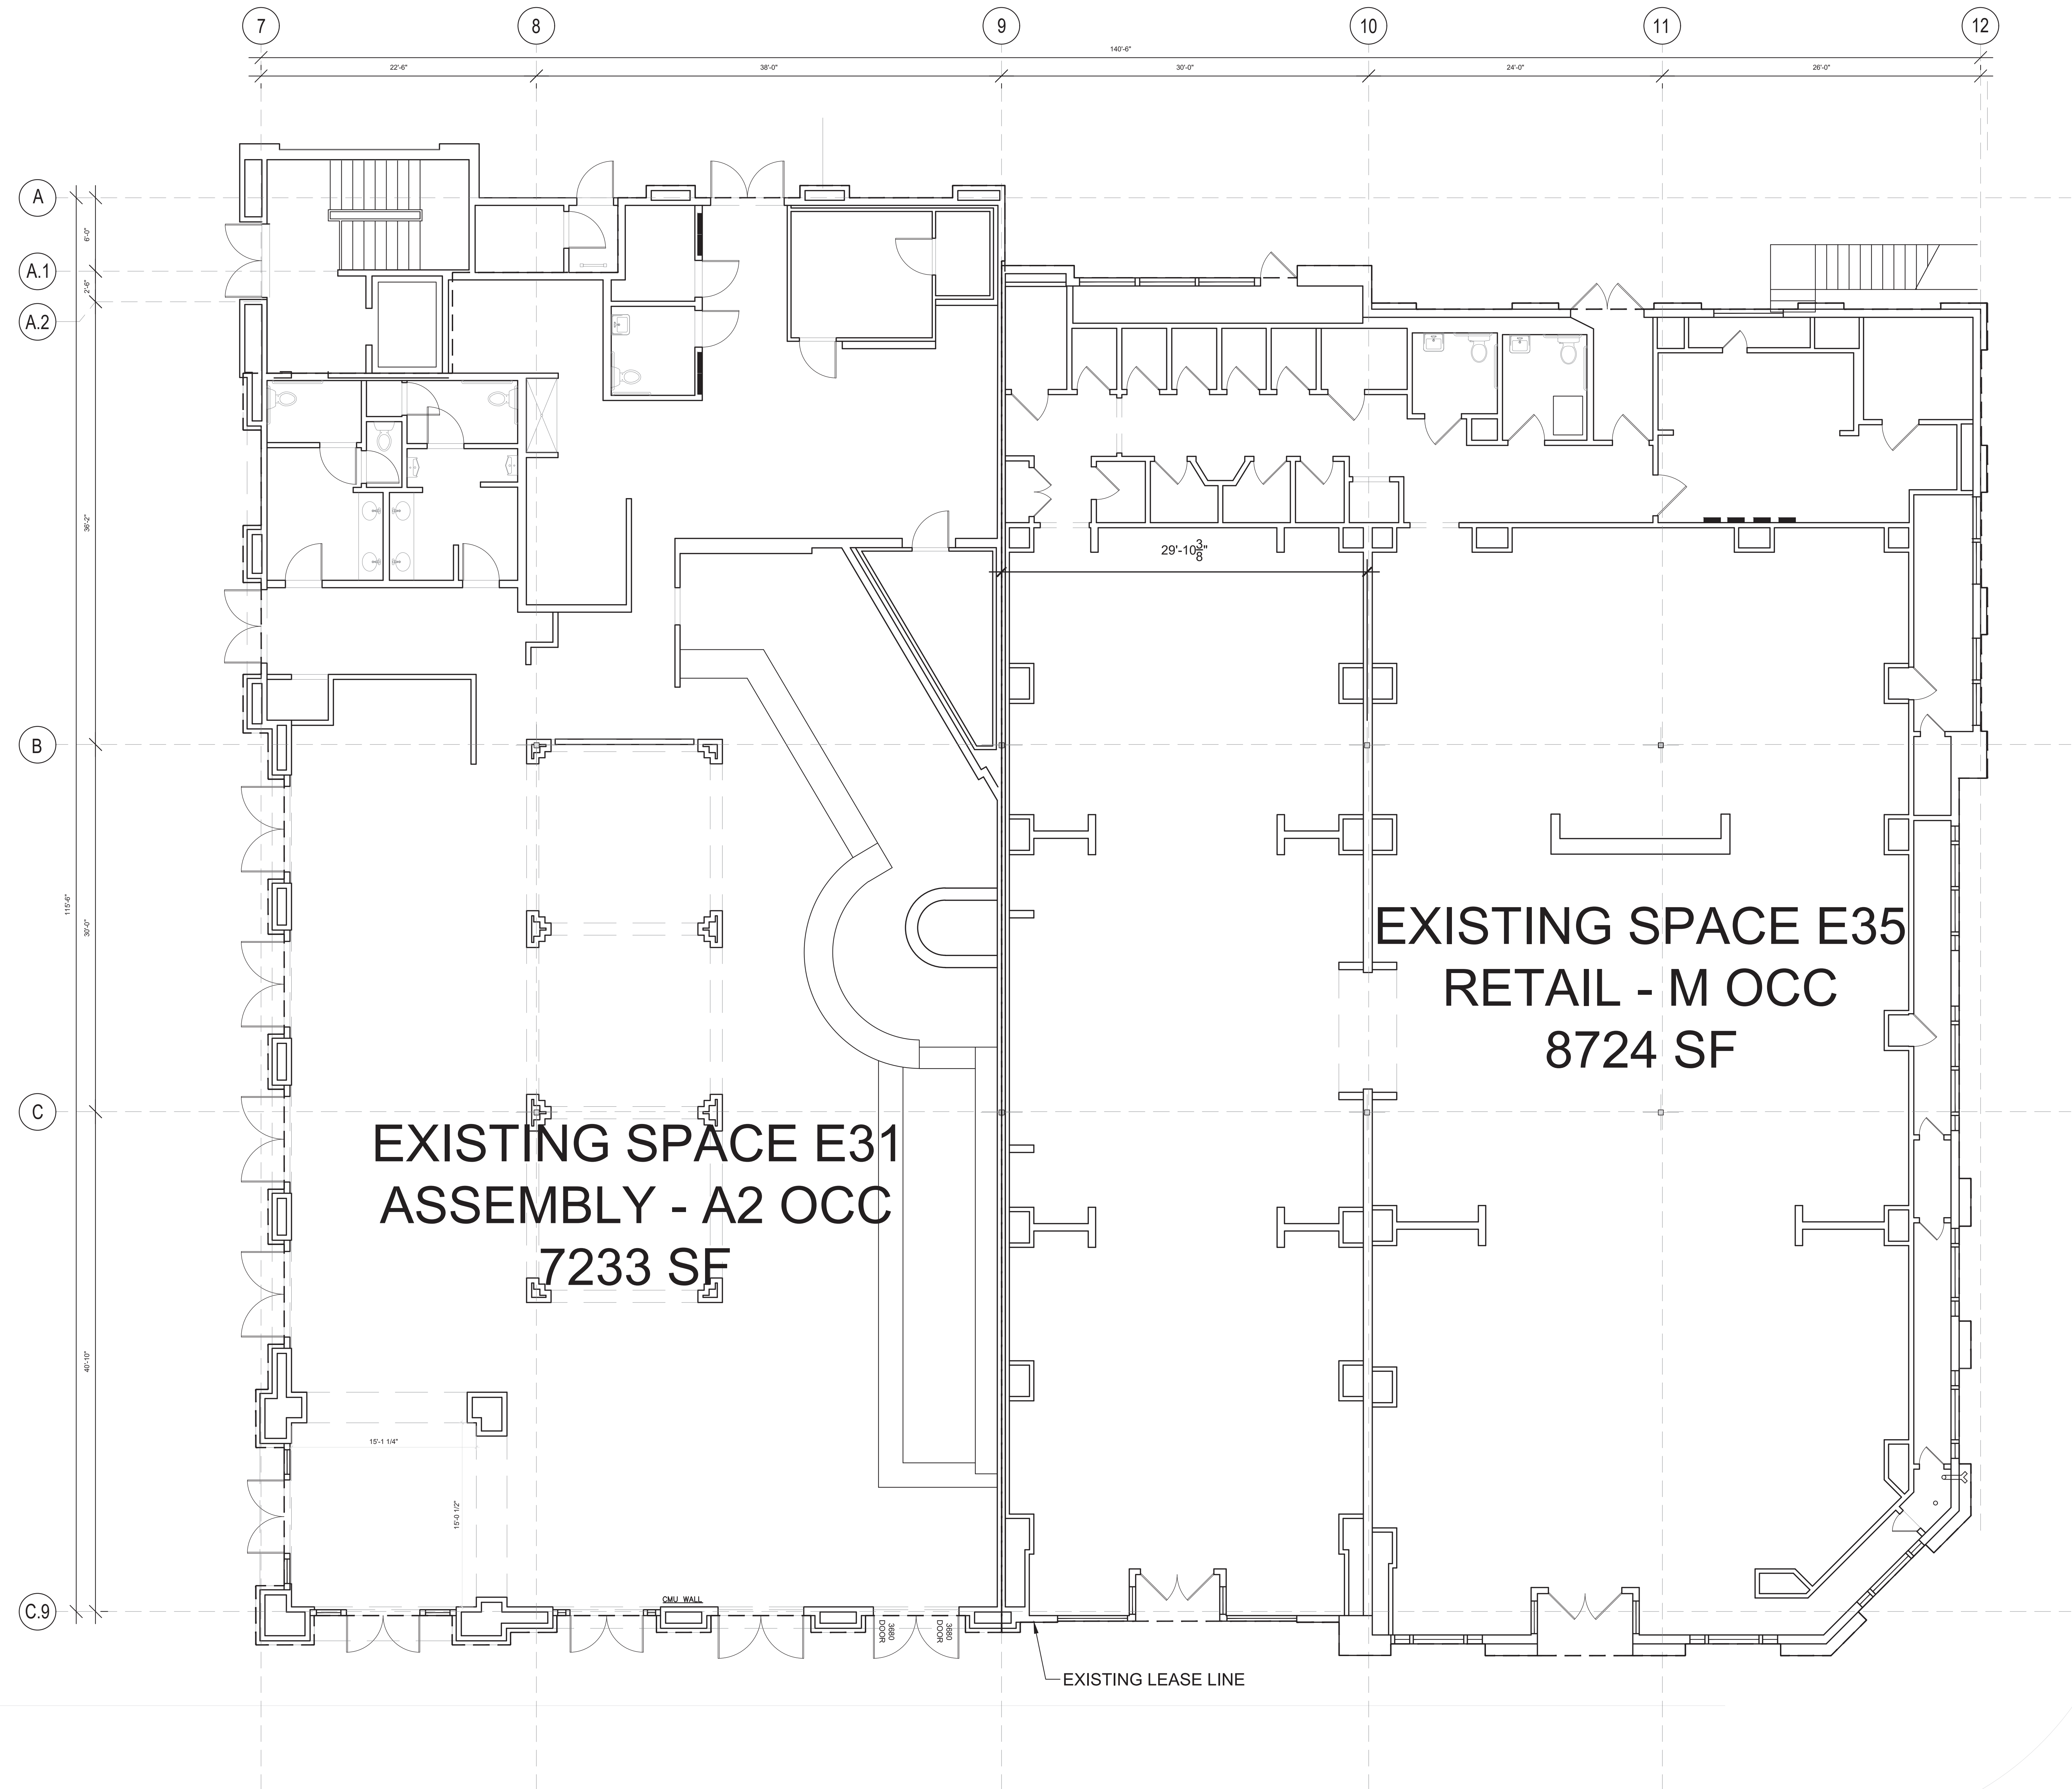 7
8
9
10
11
12
140'-6"
22'-6"
38'-0"
30'-0"
24'-0"
26'-0"
A
6'-0"
A.1
2'-6"
A.2
36'-2"
29'-10 3/8"
B
115'-6"
30'-0"
EXISTING SPACE E35
RETAIL - M OCC
8724 SF
C
EXISTING SPACE E31
ASSEMBLY - A2 OCC
7233 SF
40'-10"
15'-1 1/4"
15'-0 1/2"
C.9
CMU WALL
3680
DOOR
3680
DOOR
EXISTING LEASE LINE